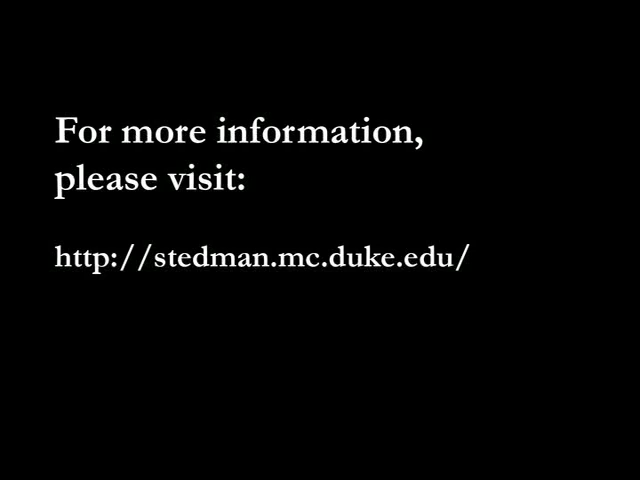 For more information,
please visit:
http://stedman.mc.duke.edu/